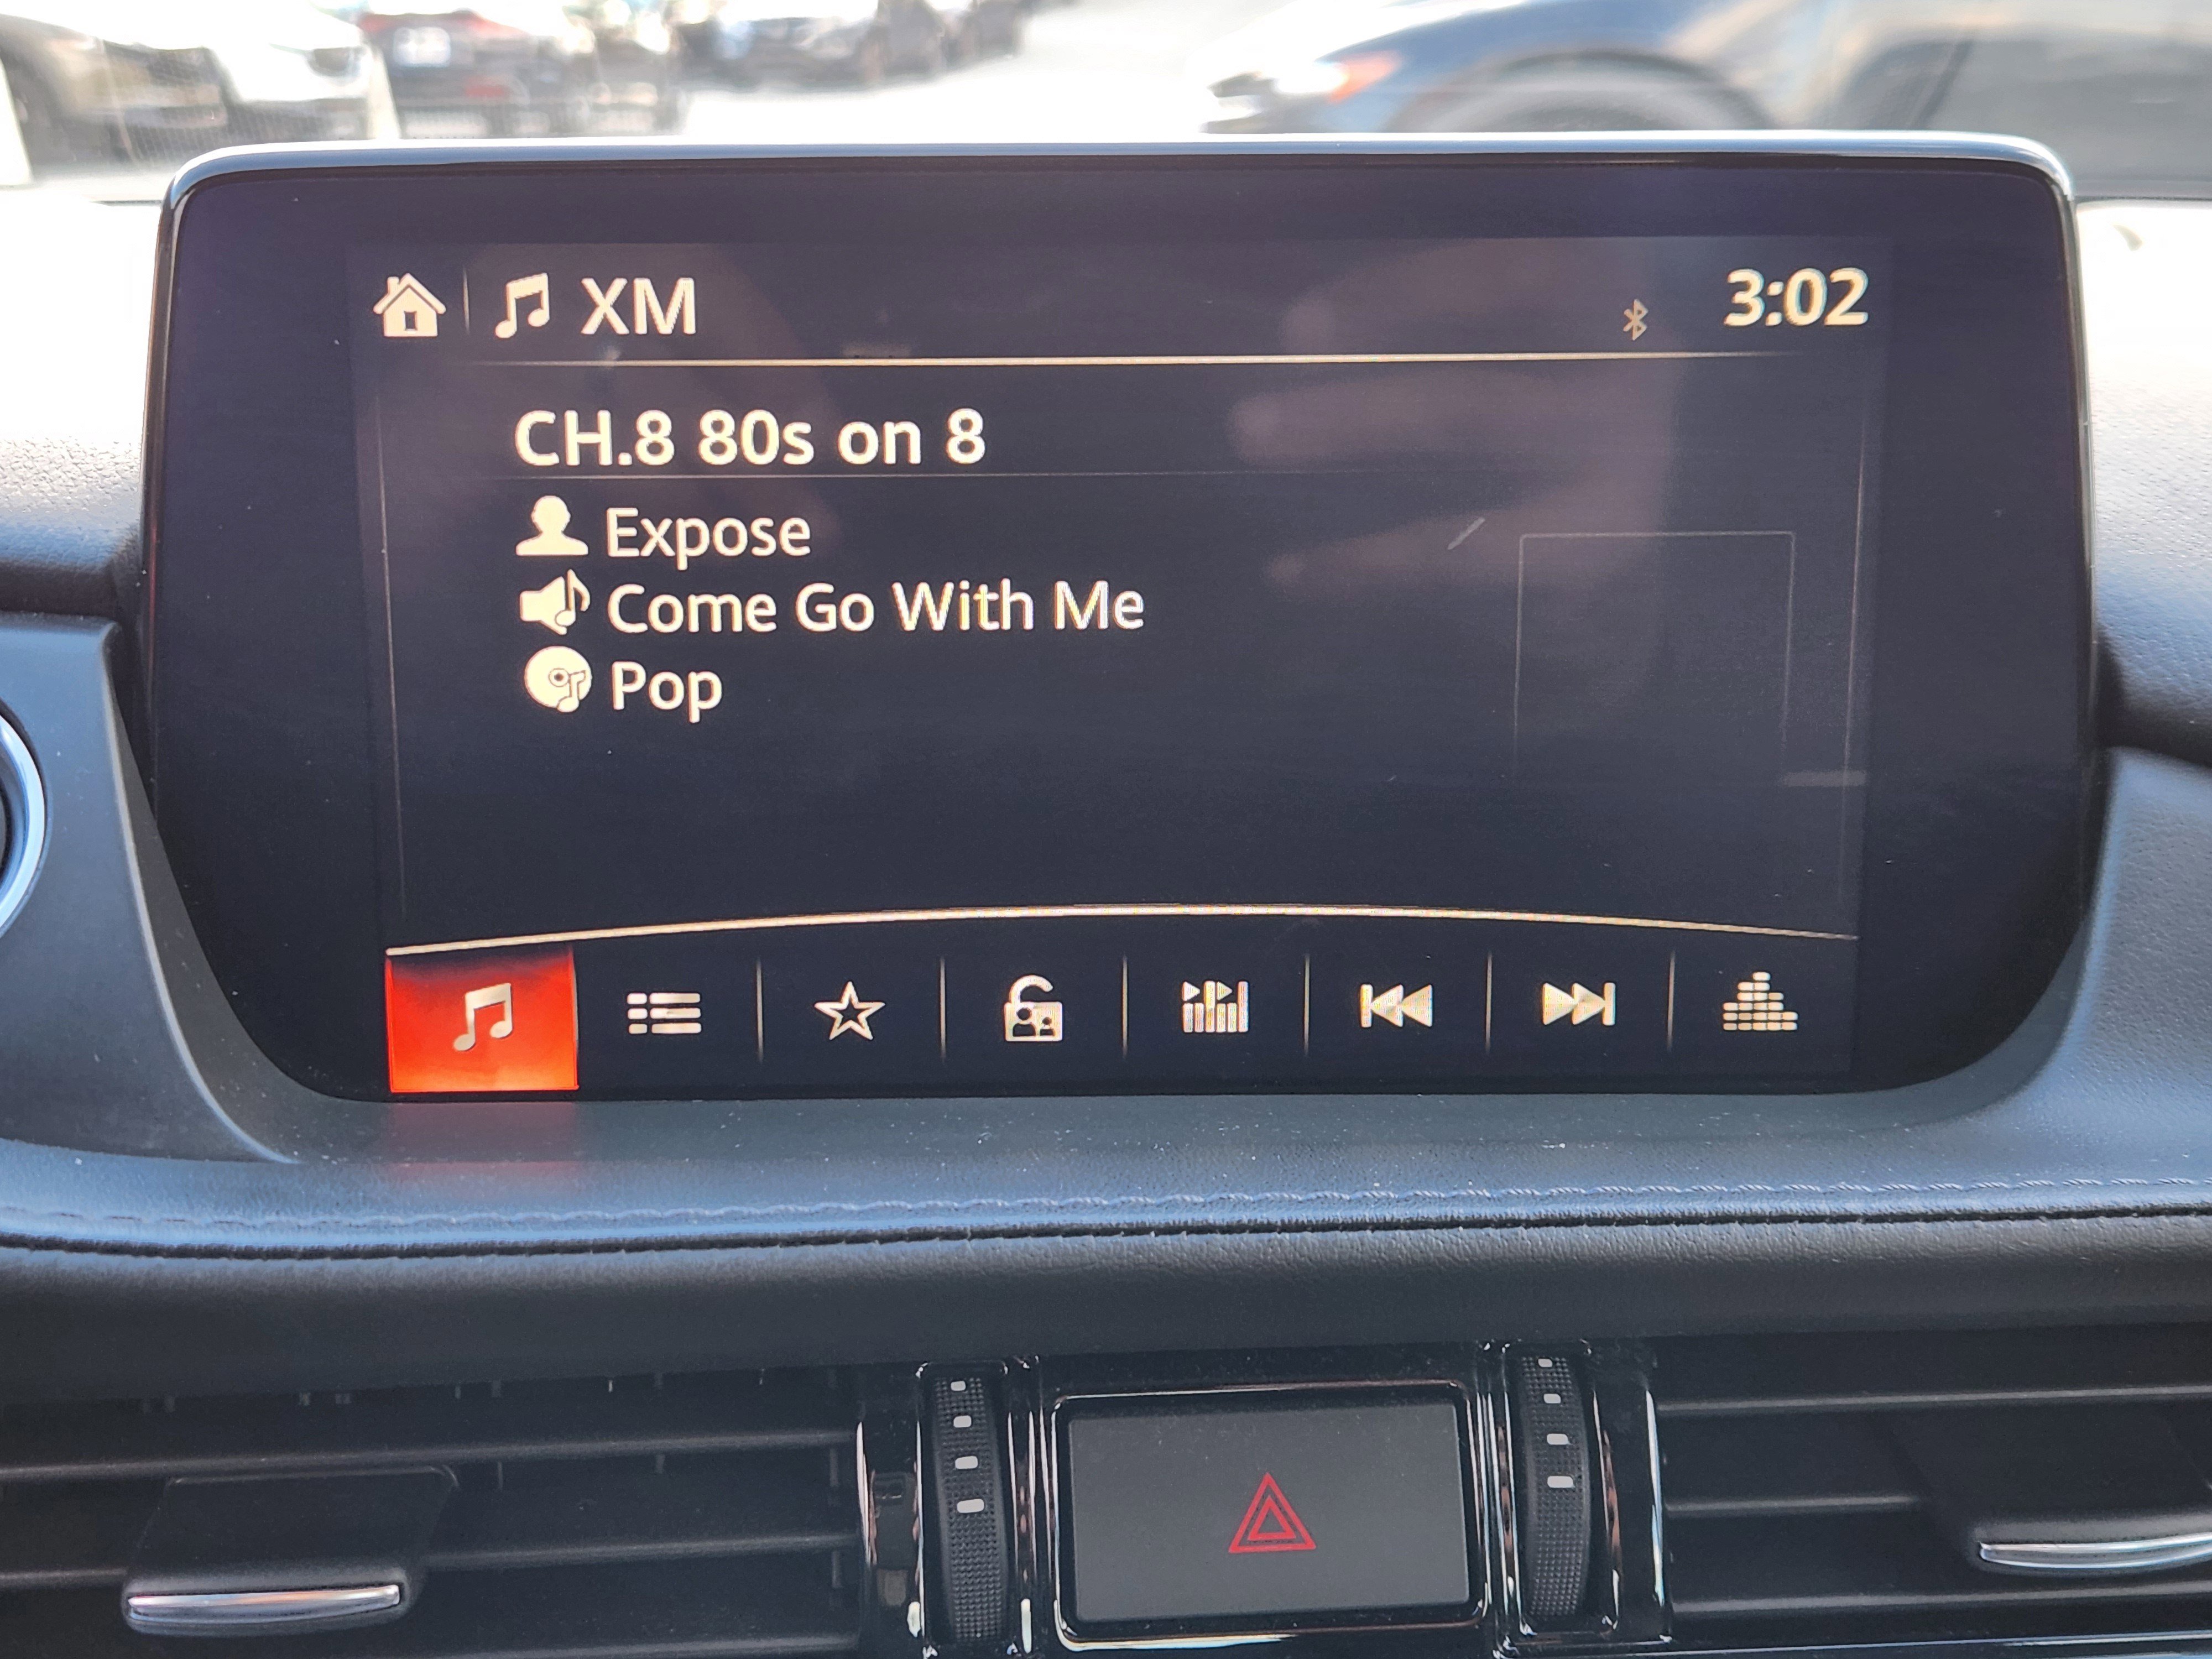 XM
3:02
CH.8 80s on 8
Expose
Come Go With Me
Pop